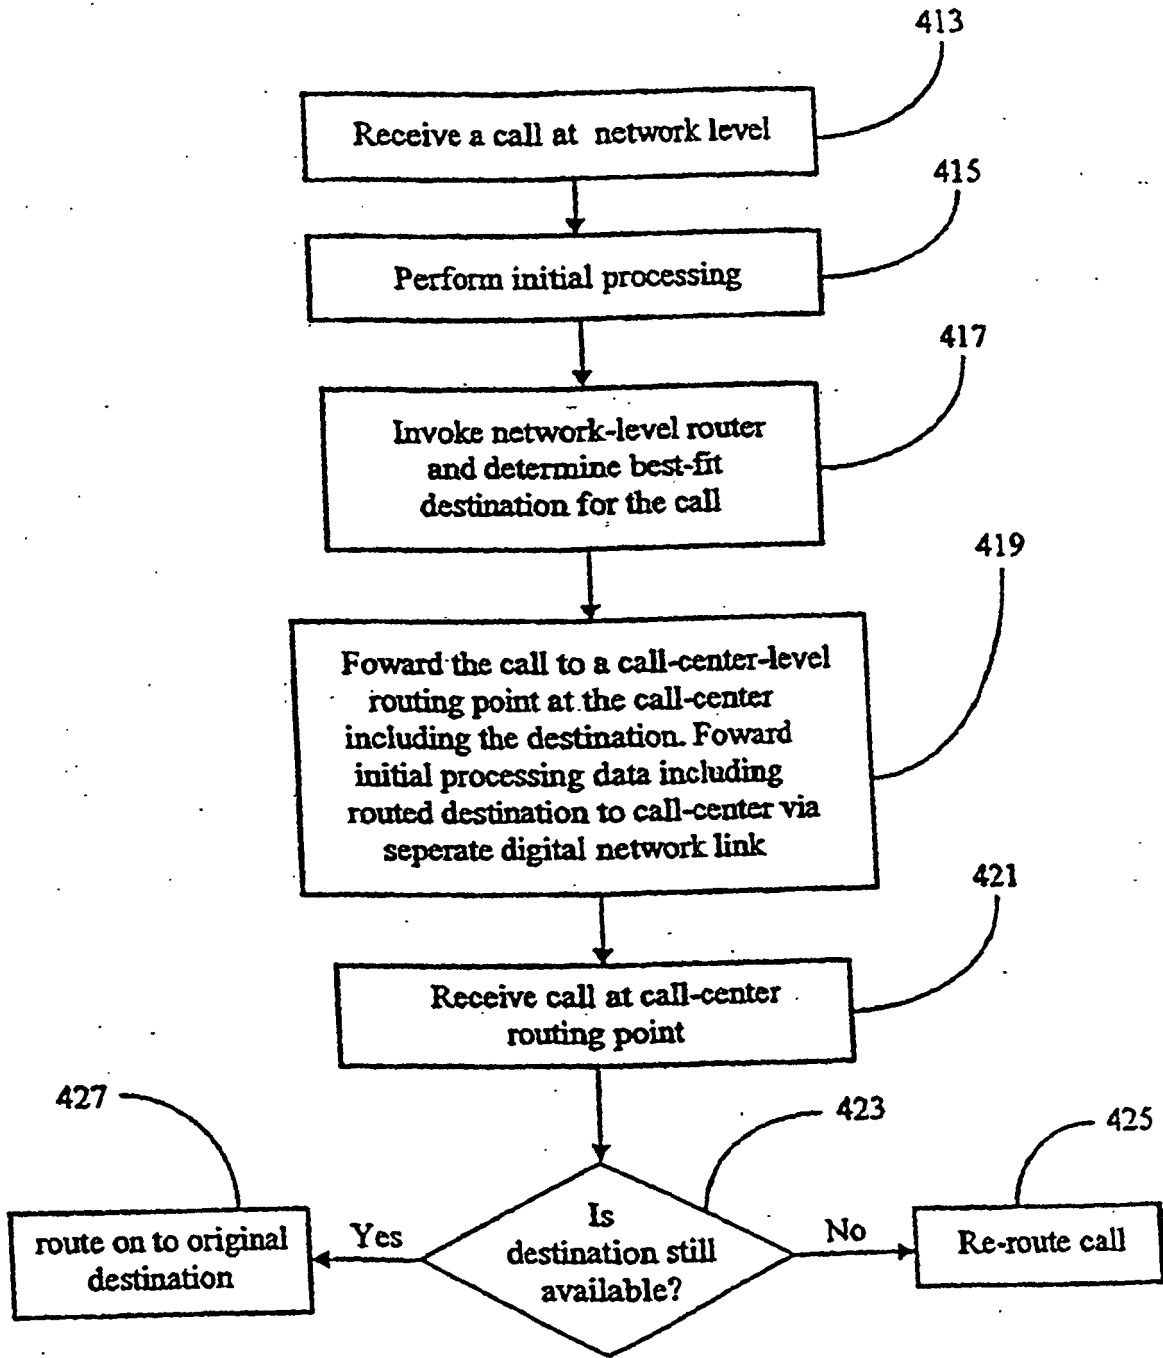 413
Receive a call at network level
415
Perform initial processing
417
Invoke network-level router
and determine best-fit
destination for the call
419
Foward the call to a call-center-level
routing point at the call-center
including the destination. Foward
initial processing data including
routed destination to call-center via
seperate digital network link
421
Receive call at call-center
routing point
427
423
425
Is
destination still
available?
Yes
No
route on to original
destination
Re-route call